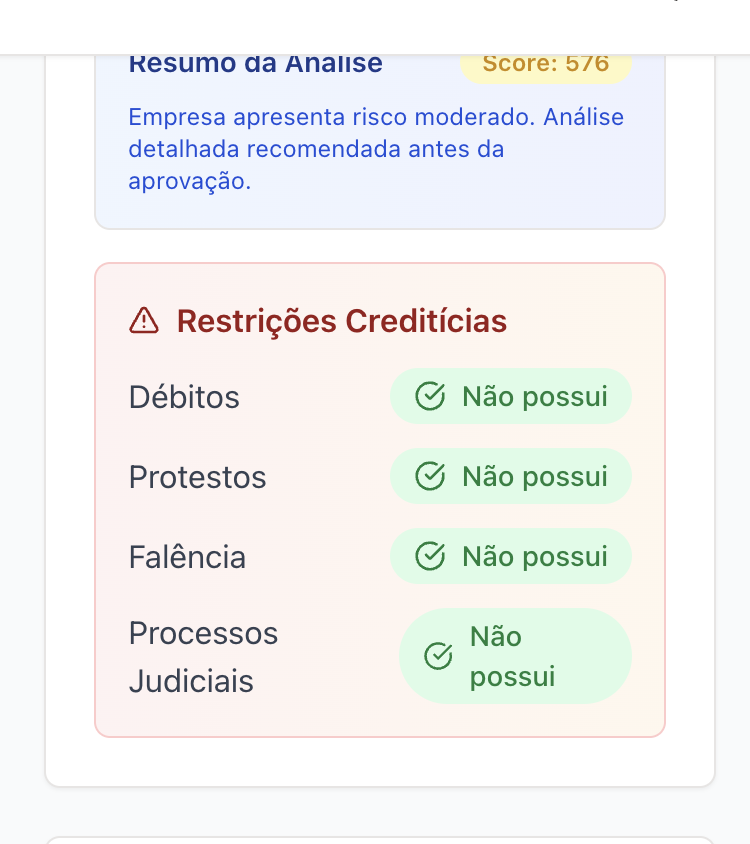 Resumo da Análise
Score: 576
Empresa apresenta risco moderado. Análise
detalhada recomendada antes da
aprovação.
Restrições Creditícias
Débitos
Não possui
Protestos
Não possui
Falência
Não possui
Processos
Judiciais
Não
possui